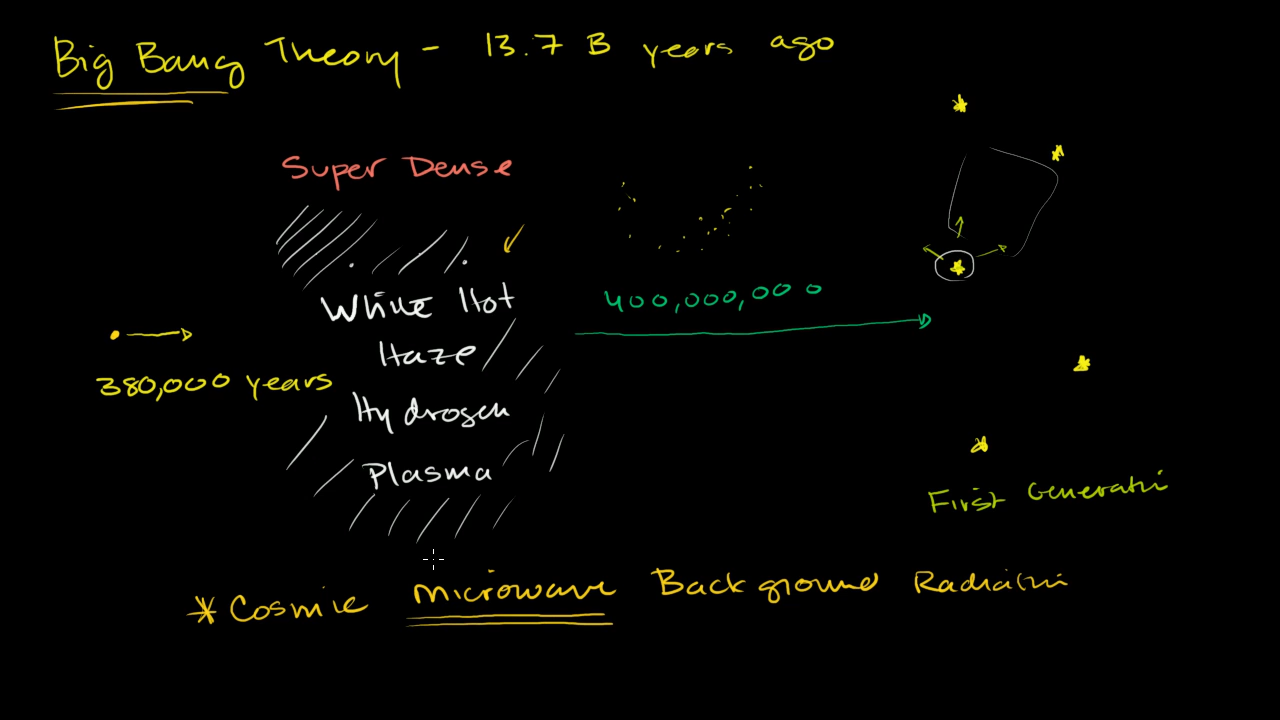 Big Bang Theory - 13.7 B years ago
Super Dense
White Hot
Haze
Hydrogen
Plasma
380,000 years
400,000,000
First Generati
* Cosmic microwave Background Radiation